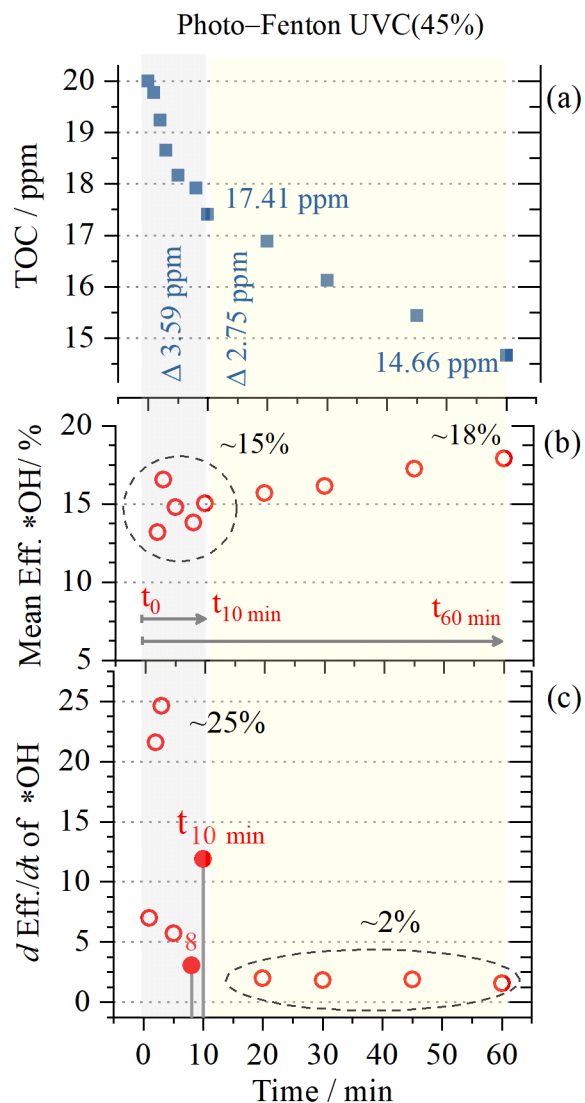 Photo−Fenton UVC(45%)
(a)
TOC / ppm
20
19
18
17
16
15
17.41 ppm
Δ 3.59 ppm
Δ 2.75 ppm
14.66 ppm
(b)
Mean Eff. *OH/ %
20
15
10
5
~15%
~18%
t0
t10 min
t60 min
(c)
d Eff./dt of *OH
25
20
15
10
5
0
~25%
t10 min
8
~2%
0 10 20 30 40 50 60
Time / min